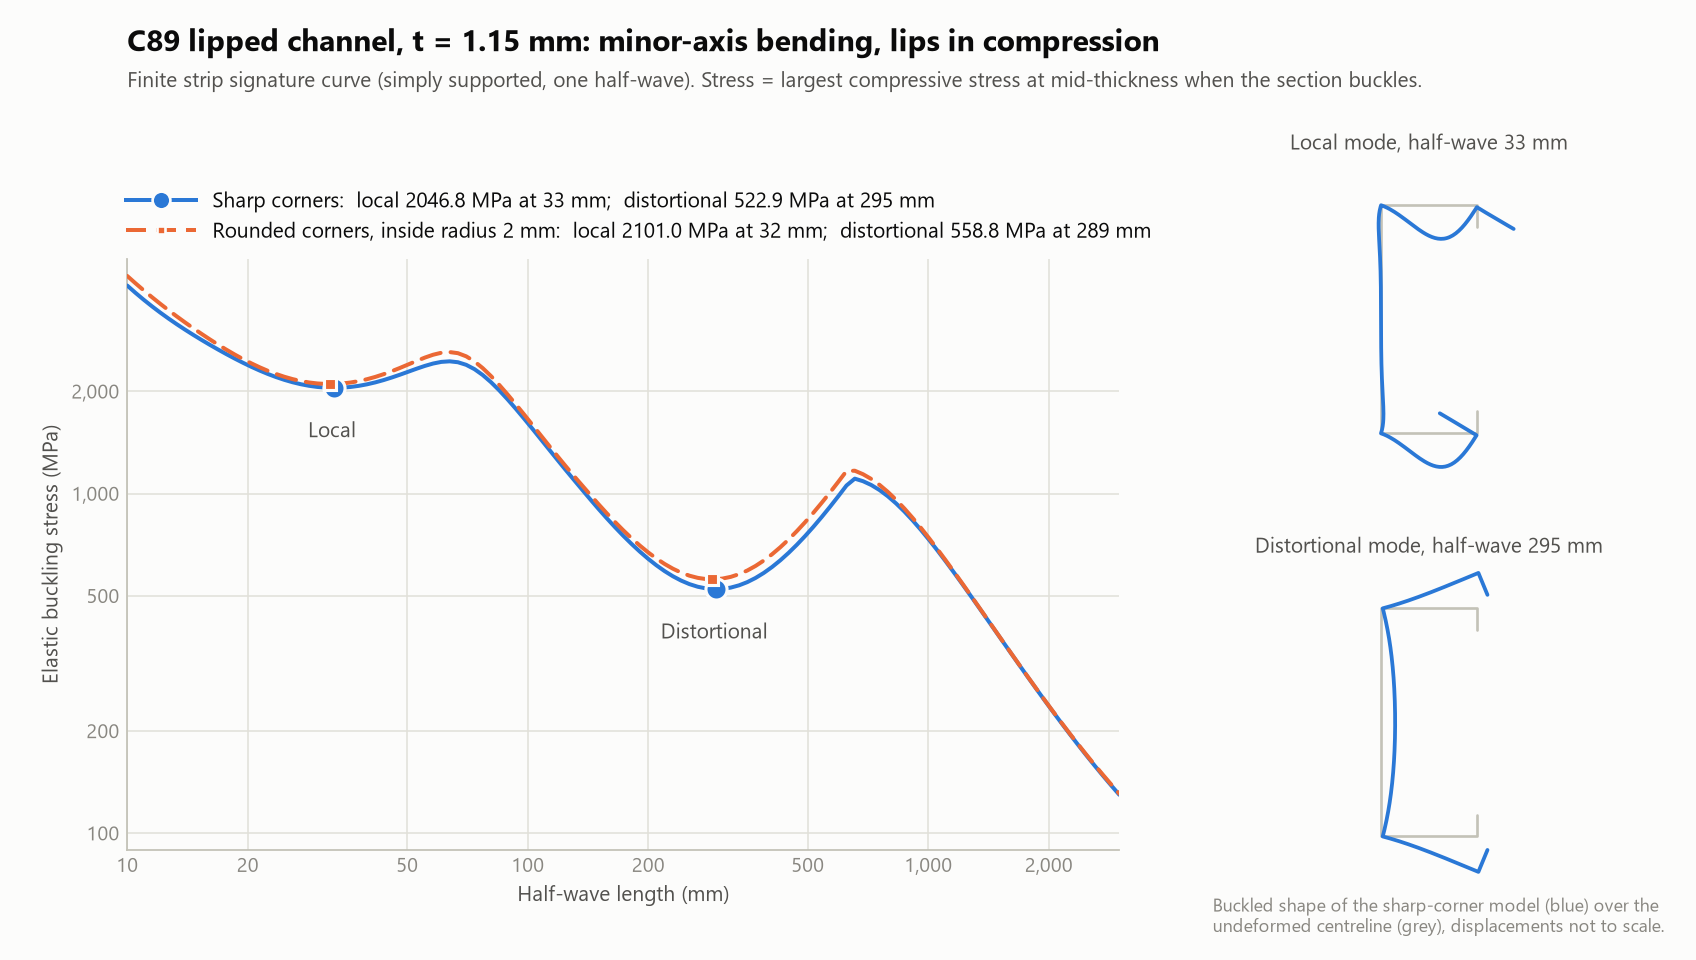 C89 lipped channel, t = 1.15 mm: minor-axis bending, lips in compression
Finite strip signature curve (simply supported, one half-wave). Stress = largest compressive stress at mid-thickness when the section buckles.
Sharp corners:  local 2046.8 MPa at 33 mm;  distortional 522.9 MPa at 295 mm
Rounded corners, inside radius 2 mm:  local 2101.0 MPa at 32 mm;  distortional 558.8 MPa at 289 mm
Elastic buckling stress (MPa)
2,000
1,000
500
200
100
Local
Distortional
10
20
50
100
200
500
1,000
2,000
Half-wave length (mm)
Local mode, half-wave 33 mm
Distortional mode, half-wave 295 mm
Buckled shape of the sharp-corner model (blue) over the
undeformed centreline (grey), displacements not to scale.